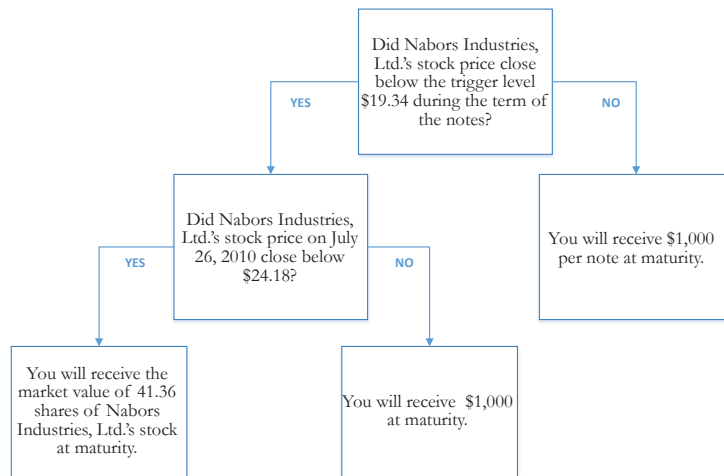 Did Nabors Industries,
Ltd.'s stock price close
below the trigger level
$19.34 during the term of
the notes?
YES
NO
Did Nabors Industries,
Ltd.'s stock price on July
26, 2010 close below
$24.18?
You will receive $1,000
per note at maturity.
YES
NO
You will receive the
market value of 41.36
shares of Nabors
Industries, Ltd.'s stock
at maturity.
You will receive $1,000
at maturity.